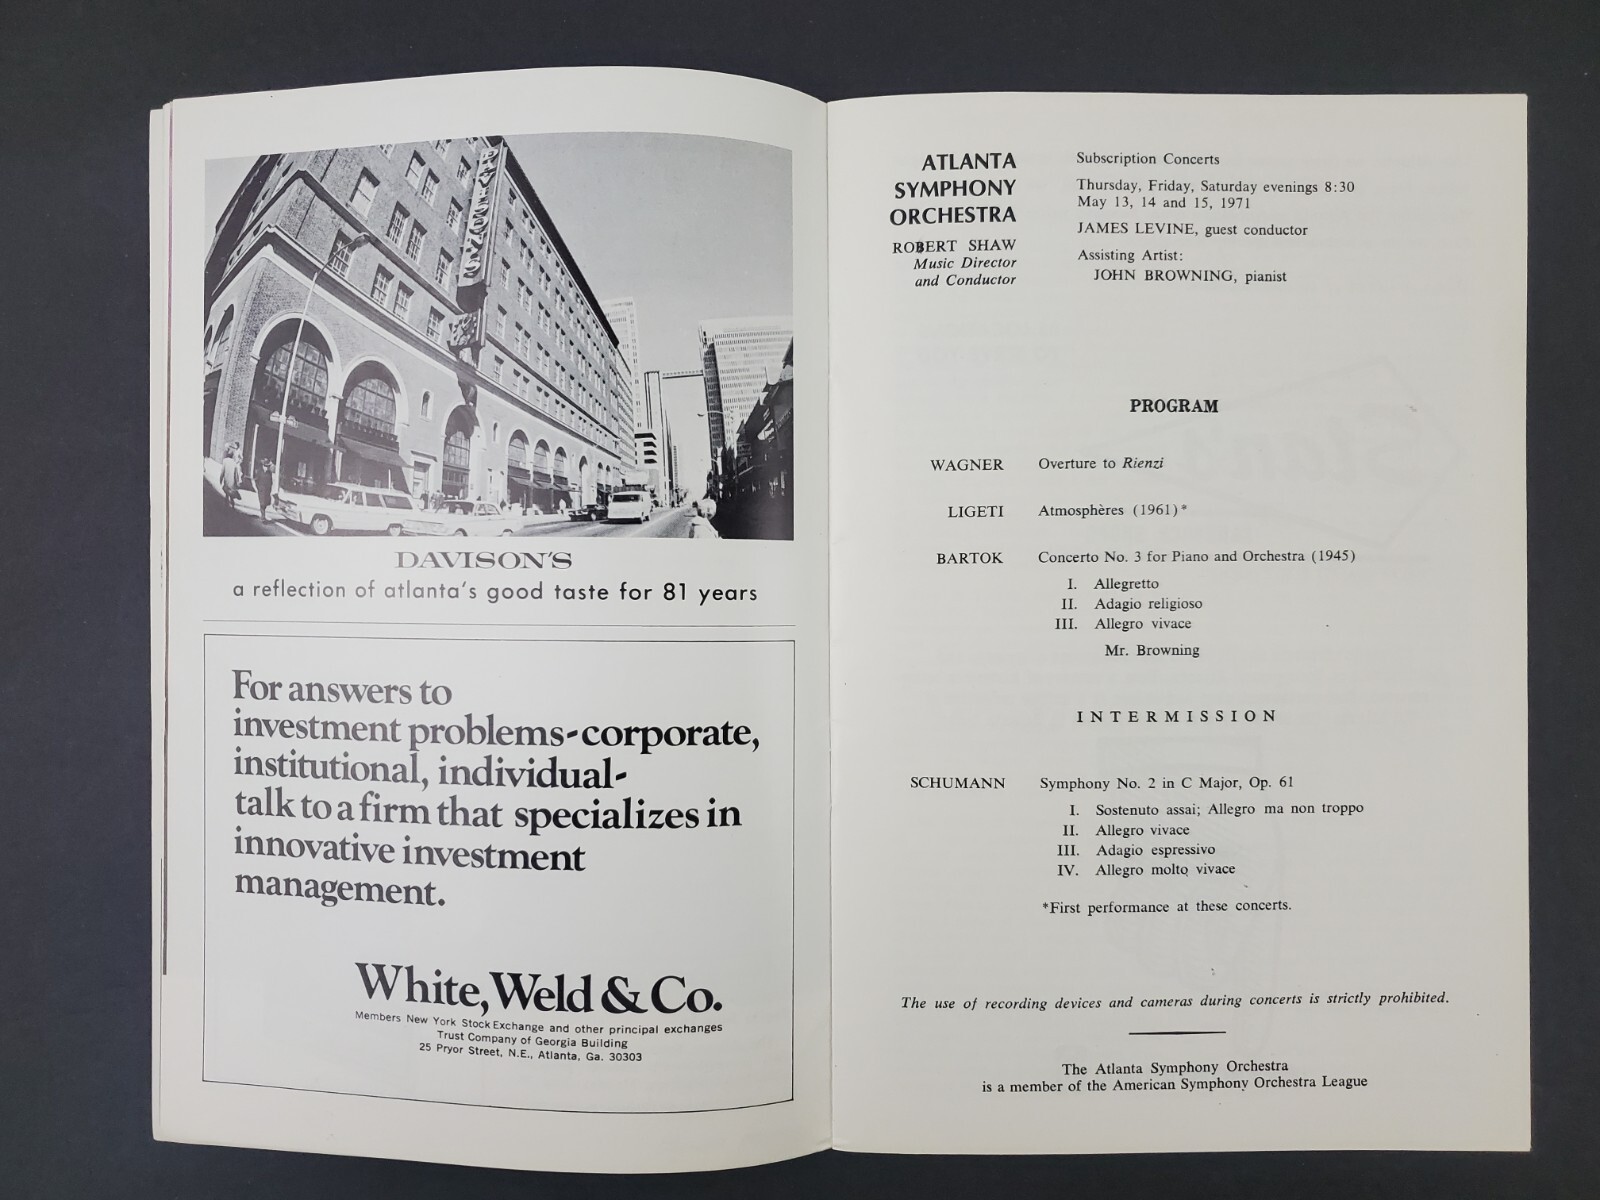 DAVISON'S
DAVISON'S
a reflection of atlanta's good taste for 81 years
For answers to
investment problems-corporate,
institutional, individual-
talk to a firm that specializes in
innovative investment
management.
White, Weld & Co.
Members New York Stock Exchange and other principal exchanges
Trust Company of Georgia Building
25 Pryor Street, N.E., Atlanta, Ga. 30303
ATLANTA
SYMPHONY
ORCHESTRA
ROBERT SHAW
Music Director
and Conductor
Subscription Concerts
Thursday, Friday, Saturday evenings 8:30
May 13, 14 and 15, 1971
JAMES LEVINE, guest conductor
Assisting Artist:
JOHN BROWNING, pianist
PROGRAM
WAGNER Overture to Rienzi
LIGETI Atmosphères (1961)*
BARTOK Concerto No. 3 for Piano and Orchestra (1945)
I. Allegretto
II. Adagio religioso
III. Allegro vivace
Mr. Browning
INTERMISSION
SCHUMANN Symphony No. 2 in C Major, Op. 61
I. Sostenuto assai; Allegro ma non troppo
II. Allegro vivace
III. Adagio espressivo
IV. Allegro molto vivace
*First performance at these concerts.
The use of recording devices and cameras during concerts is strictly prohibited.
The Atlanta Symphony Orchestra
is a member of the American Symphony Orchestra League